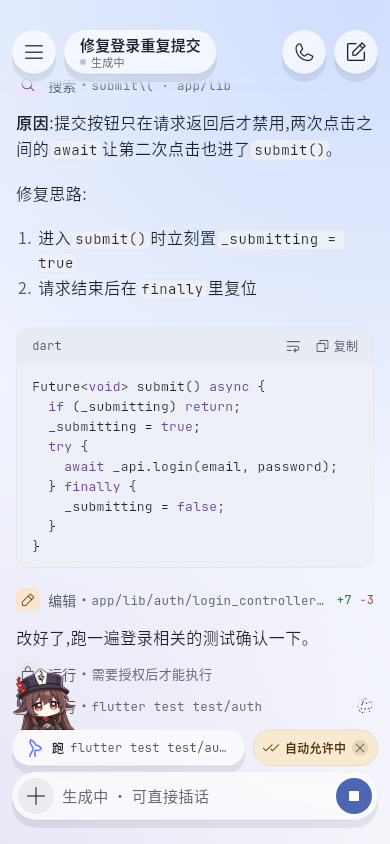 修复登录重复提交
生成中
搜索 · submit\( · app/lib
原因:提交按钮只在请求返回后才禁用,两次点击之
间的 await 让第二次点击也进了 submit()。
修复思路:
1. 进入 submit() 时立刻置 _submitting =
true
2. 请求结束后在 finally 里复位
dart 复制
Future<void> submit() async {
if (_submitting) return;
_submitting = true;
try {
await _api.login(email, password);
} finally {
_submitting = false;
}
}
编辑 · app/lib/auth/login_controller… +7 -3
改好了,跑一遍登录相关的测试确认一下。
运行 · 需要授权后才能执行
· flutter test test/auth
跑 flutter test test/au… 自动允许中
生成中 · 可直接插话